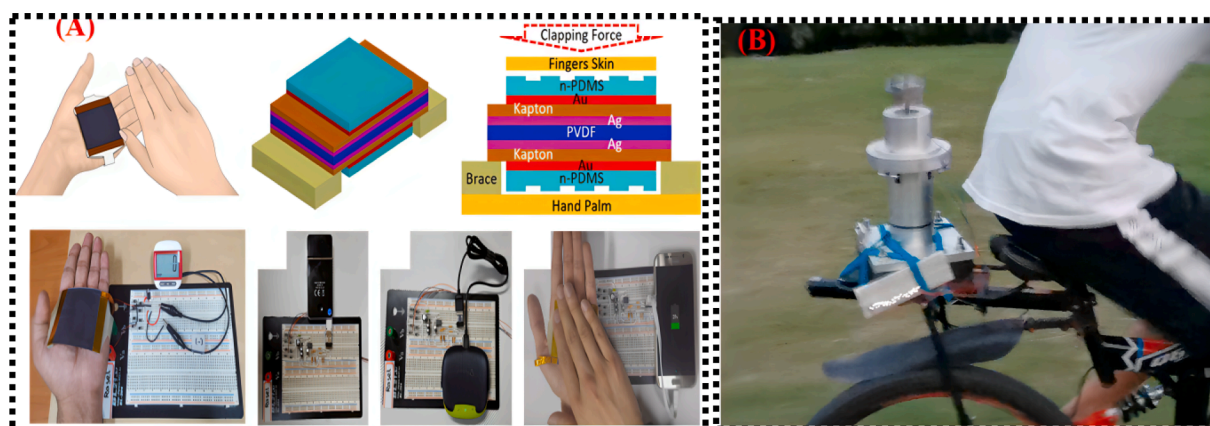 (A)
Clapping Force
Fingers Skin
n-PDMS
Au
Kapton
Ag
PVDF
Ag
Kapton
Au
Brace
n-PDMS
Hand Palm
(-)
(B)